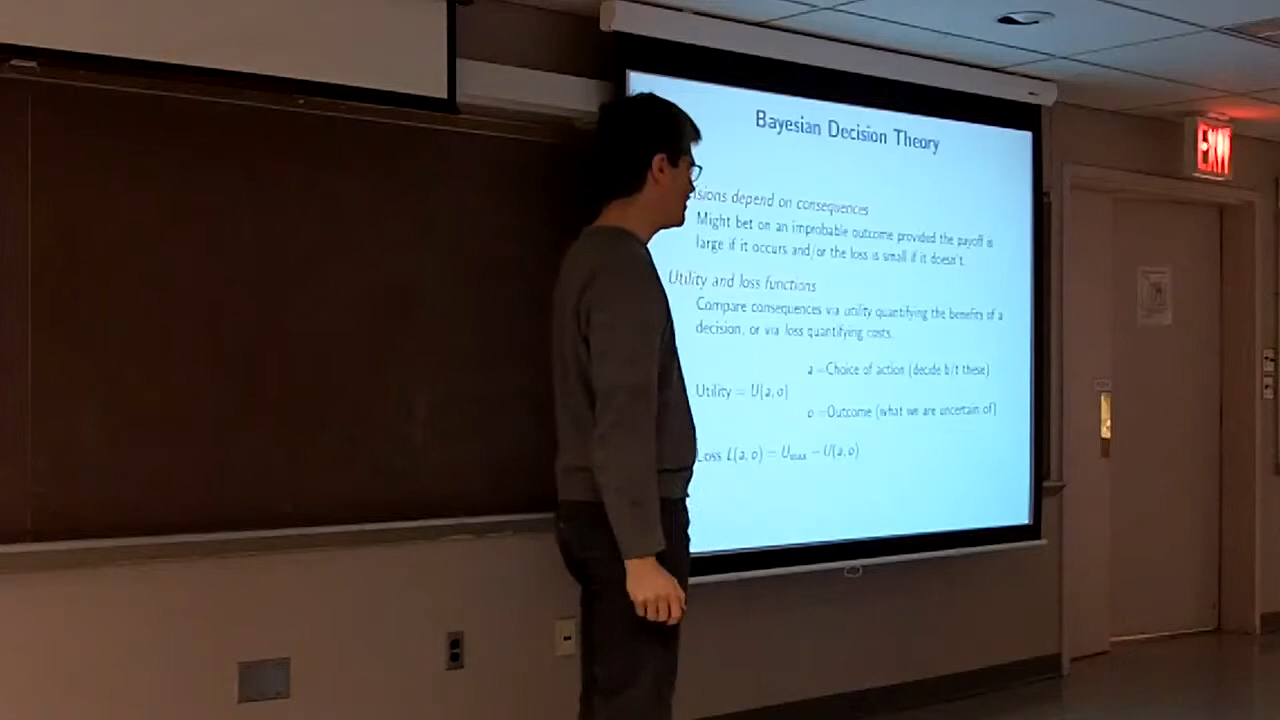 Bayesian Decision Theory
isions depend on consequences
Might bet on an improbable outcome provided the payoff is
large if it occurs and/or the loss is small if it doesn't.
Utility and loss functions
Compare consequences via utility quantifying the benefits of a
decision, or via loss quantifying costs.
a =Choice of action (decide b/t these)
Utility = U(a, o)
o =Outcome (what we are uncertain of)
Loss L(a, o) = Umax − U(a, o)
EXIT